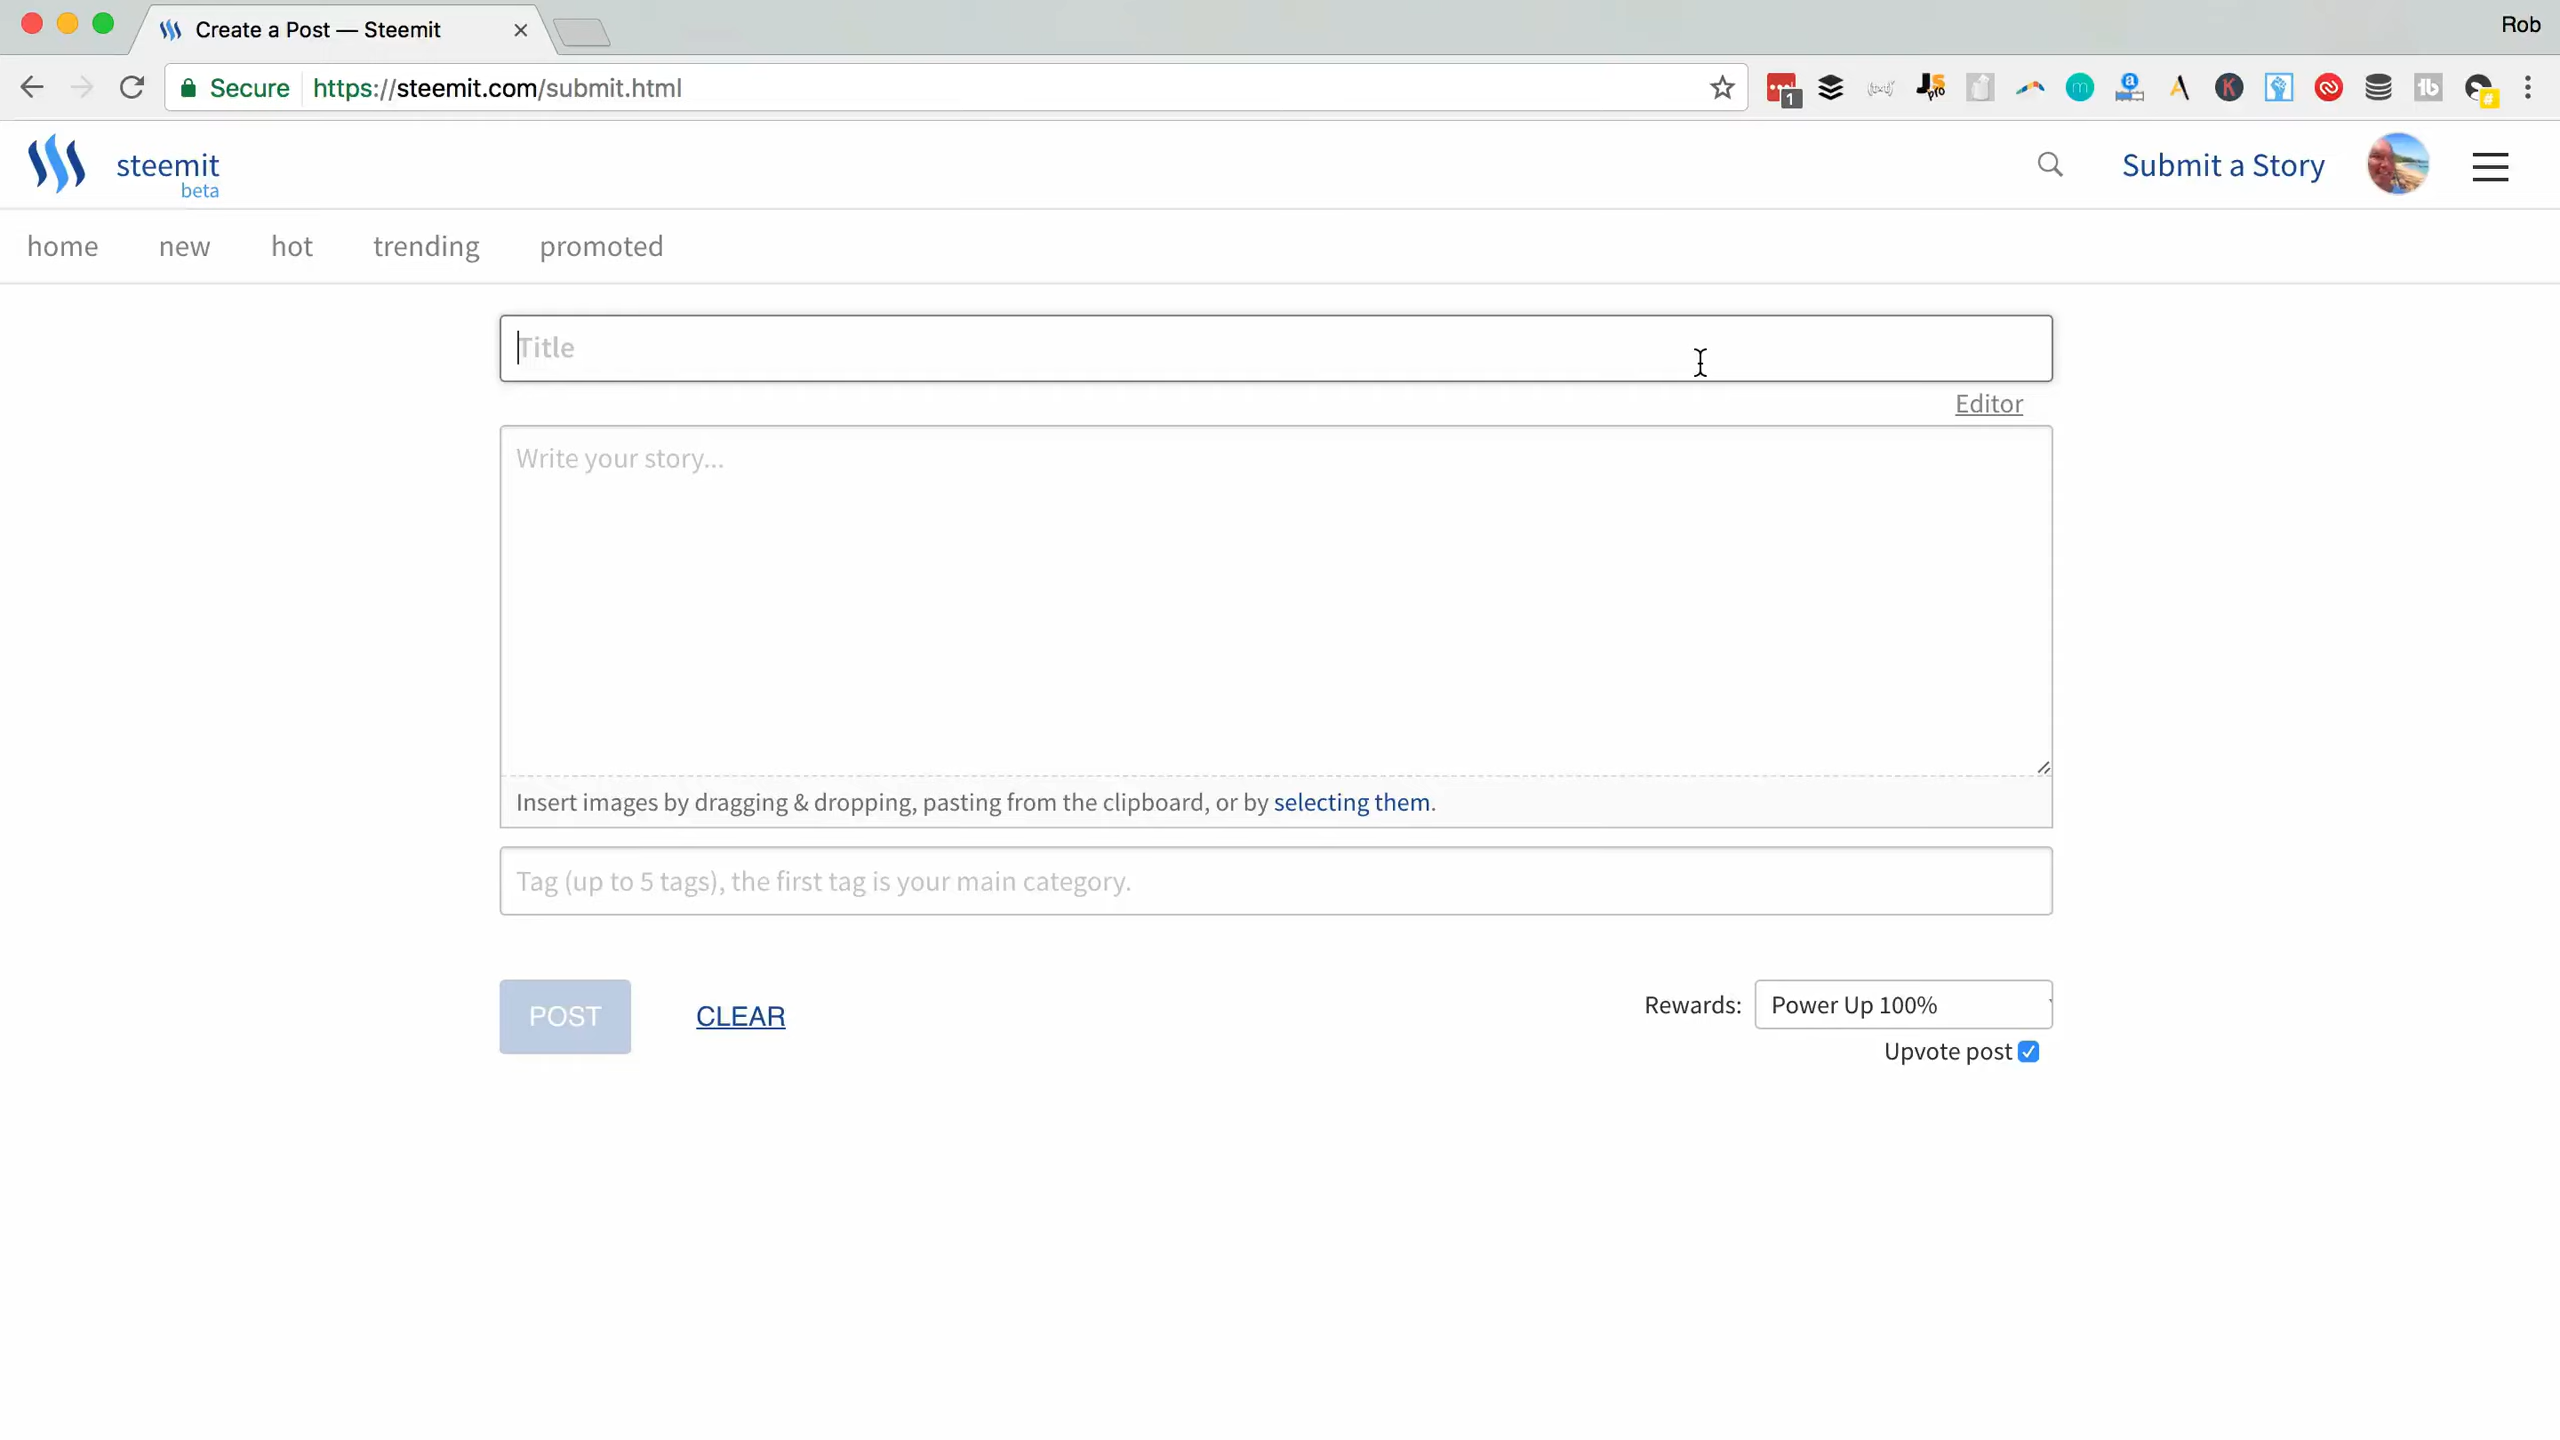 Create a Post — Steemit
Rob
Secure https://steemit.com/submit.html
1
steemit
beta
Submit a Story
home new hot trending promoted
Title
Editor
Write your story...
Insert images by dragging & dropping, pasting from the clipboard, or by selecting them.
Tag (up to 5 tags), the first tag is your main category.
POST CLEAR
Rewards: Power Up 100%
Upvote post